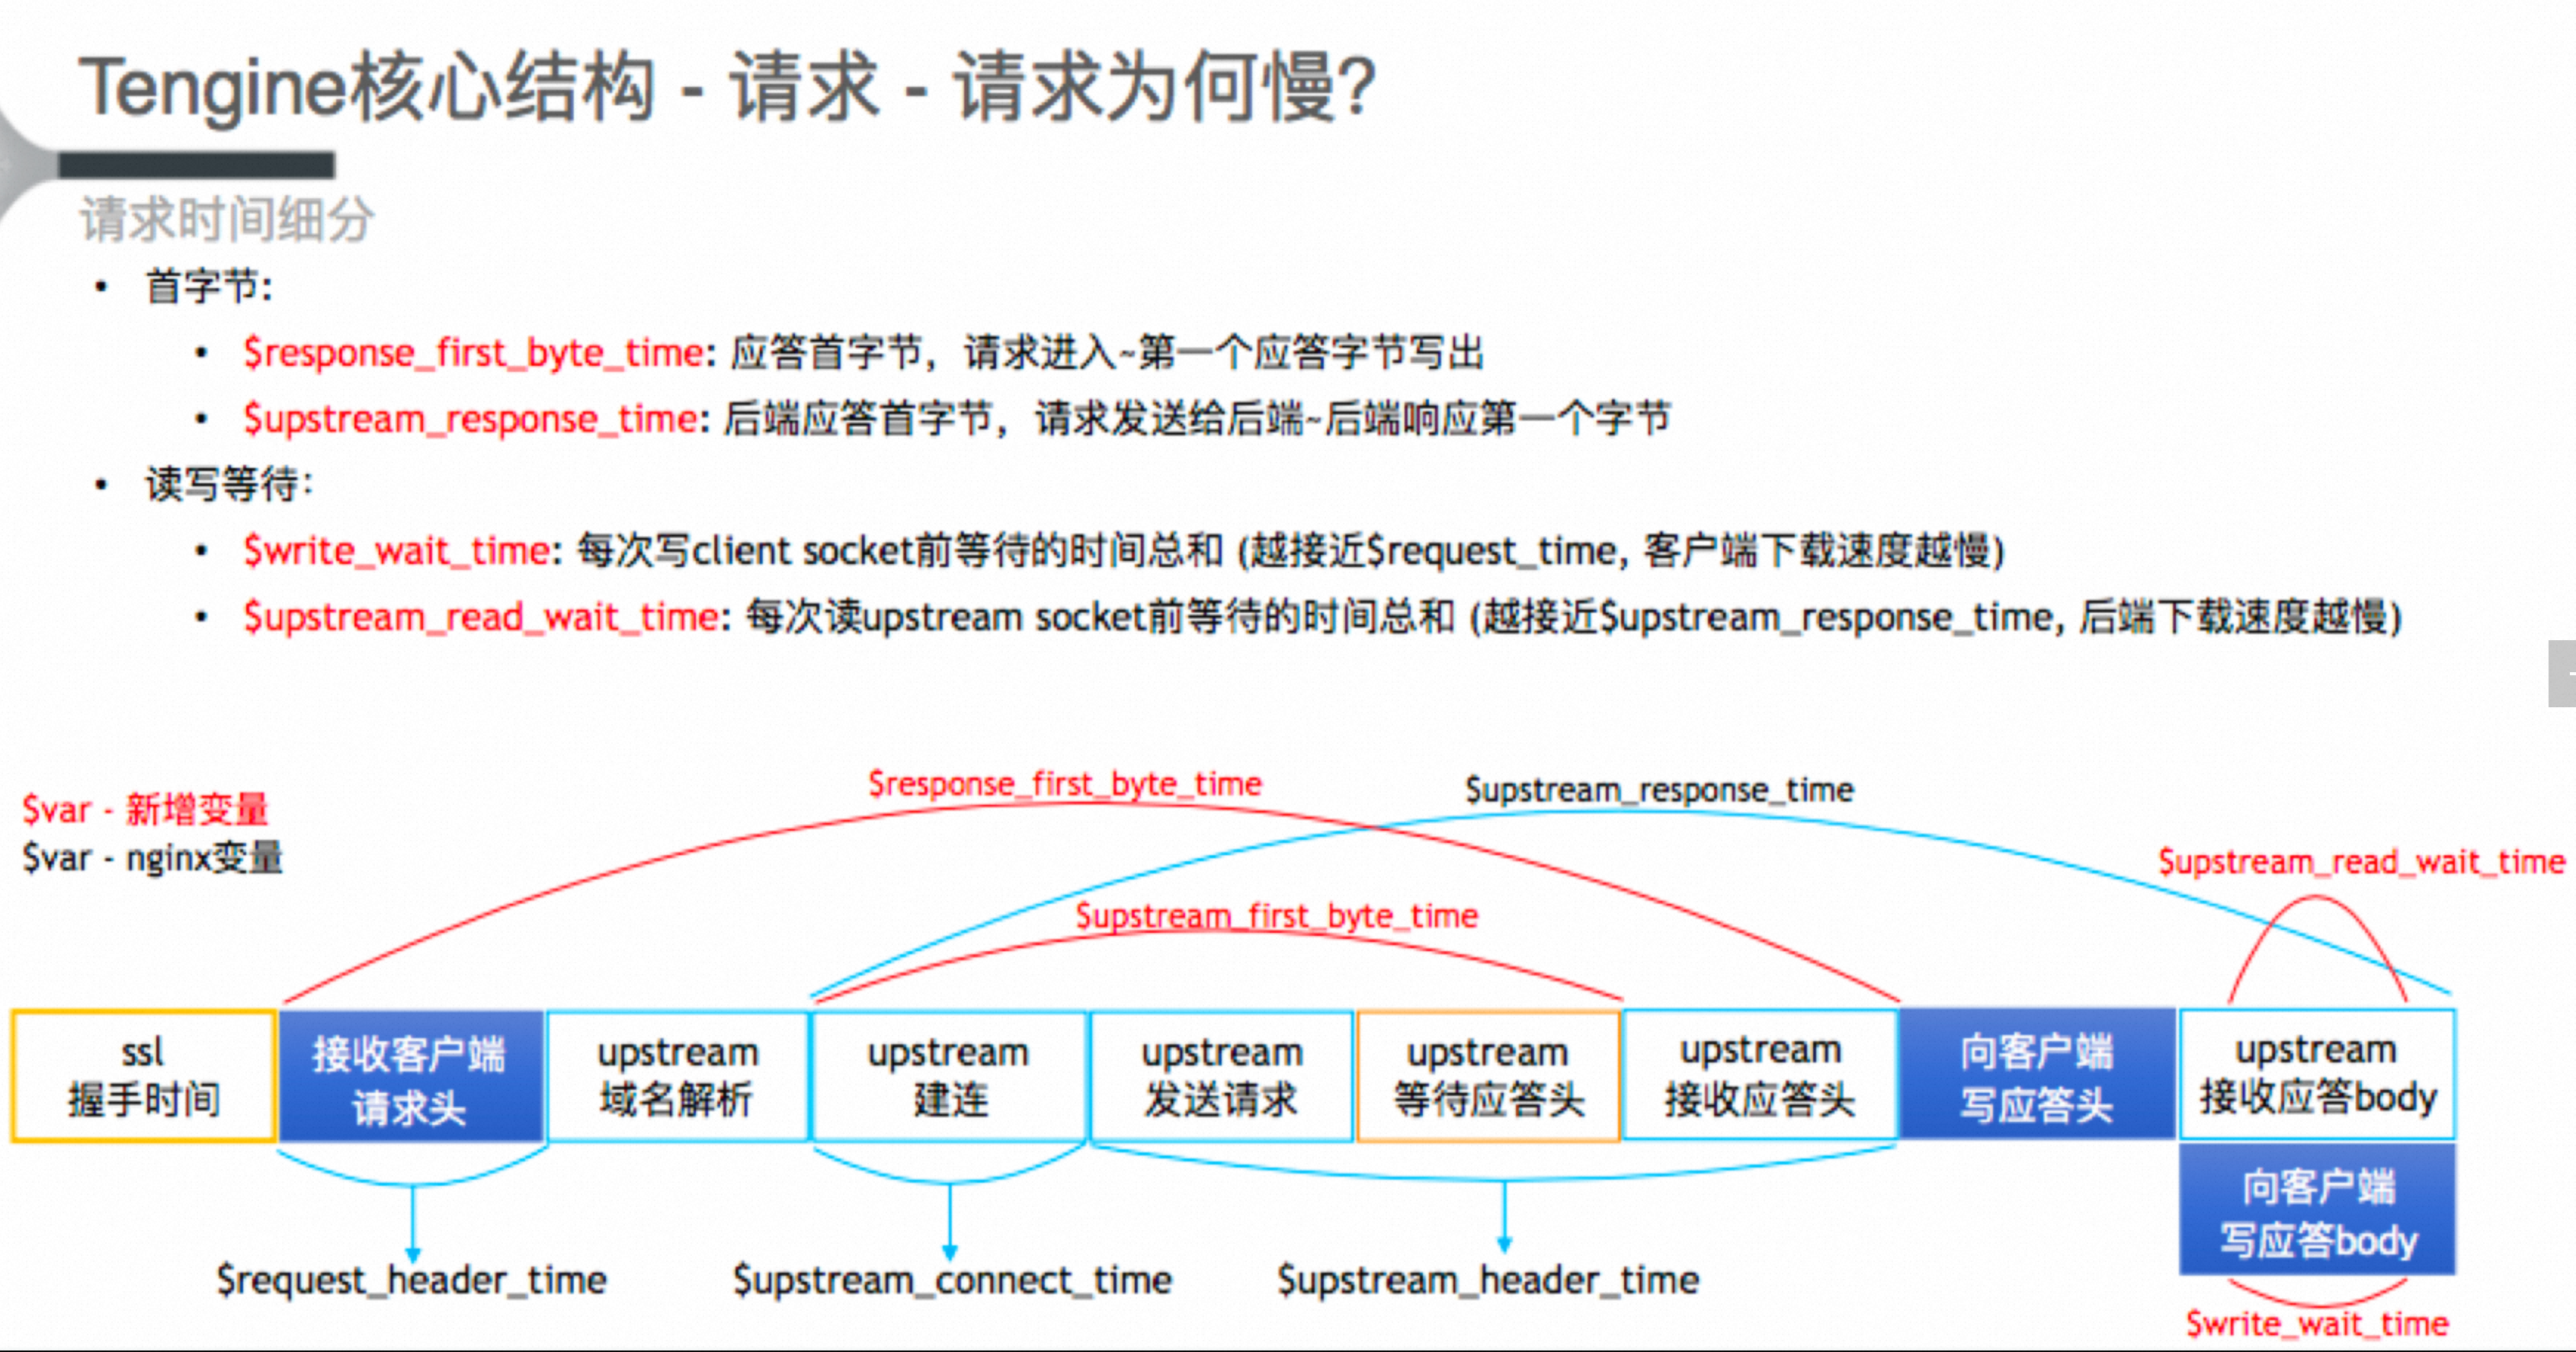 Tengine核心结构 - 请求 - 请求为何慢?
请求时间细分
• 首字节:
• $response_first_byte_time: 应答首字节，请求进入~第一个应答字节写出
• $upstream_response_time: 后端应答首字节，请求发送给后端~后端响应第一个字节
• 读写等待：
• $write_wait_time: 每次写client socket前等待的时间总和 (越接近$request_time, 客户端下载速度越慢)
• $upstream_read_wait_time: 每次读upstream socket前等待的时间总和 (越接近$upstream_response_time, 后端下载速度越慢)
$var - 新增变量
$var - nginx变量
$response_first_byte_time
$upstream_response_time
$upstream_read_wait_time
$upstream_first_byte_time
ssl
握手时间
接收客户端
请求头
upstream
域名解析
upstream
建连
upstream
发送请求
upstream
等待应答头
upstream
接收应答头
向客户端
写应答头
upstream
接收应答body
向客户端
写应答body
$request_header_time
$upstream_connect_time
$upstream_header_time
$write_wait_time